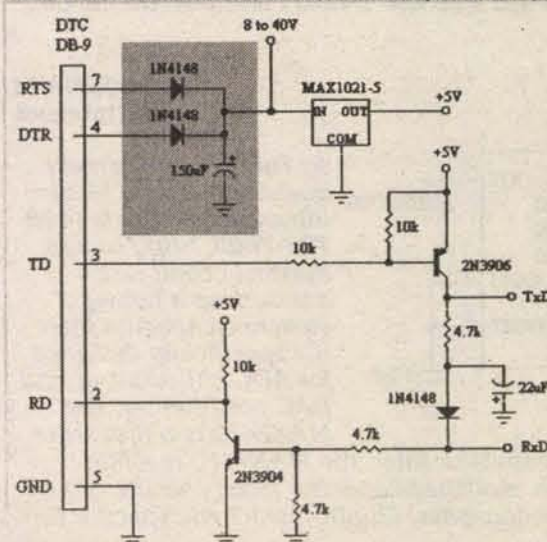 DTC
DB-9
8 to 40V
RTS
7
1N4148
MAX1021-5
+5V
IN OUT
COM
1N4148
DTR
4
+
150uF
+5V
10k
TD
3
10k
2N3906
TxD
+5V
4.7k
10k
22uF
+
1N4148
RD
2
4.7k
RxD
2N3904
GND
5
4.7k